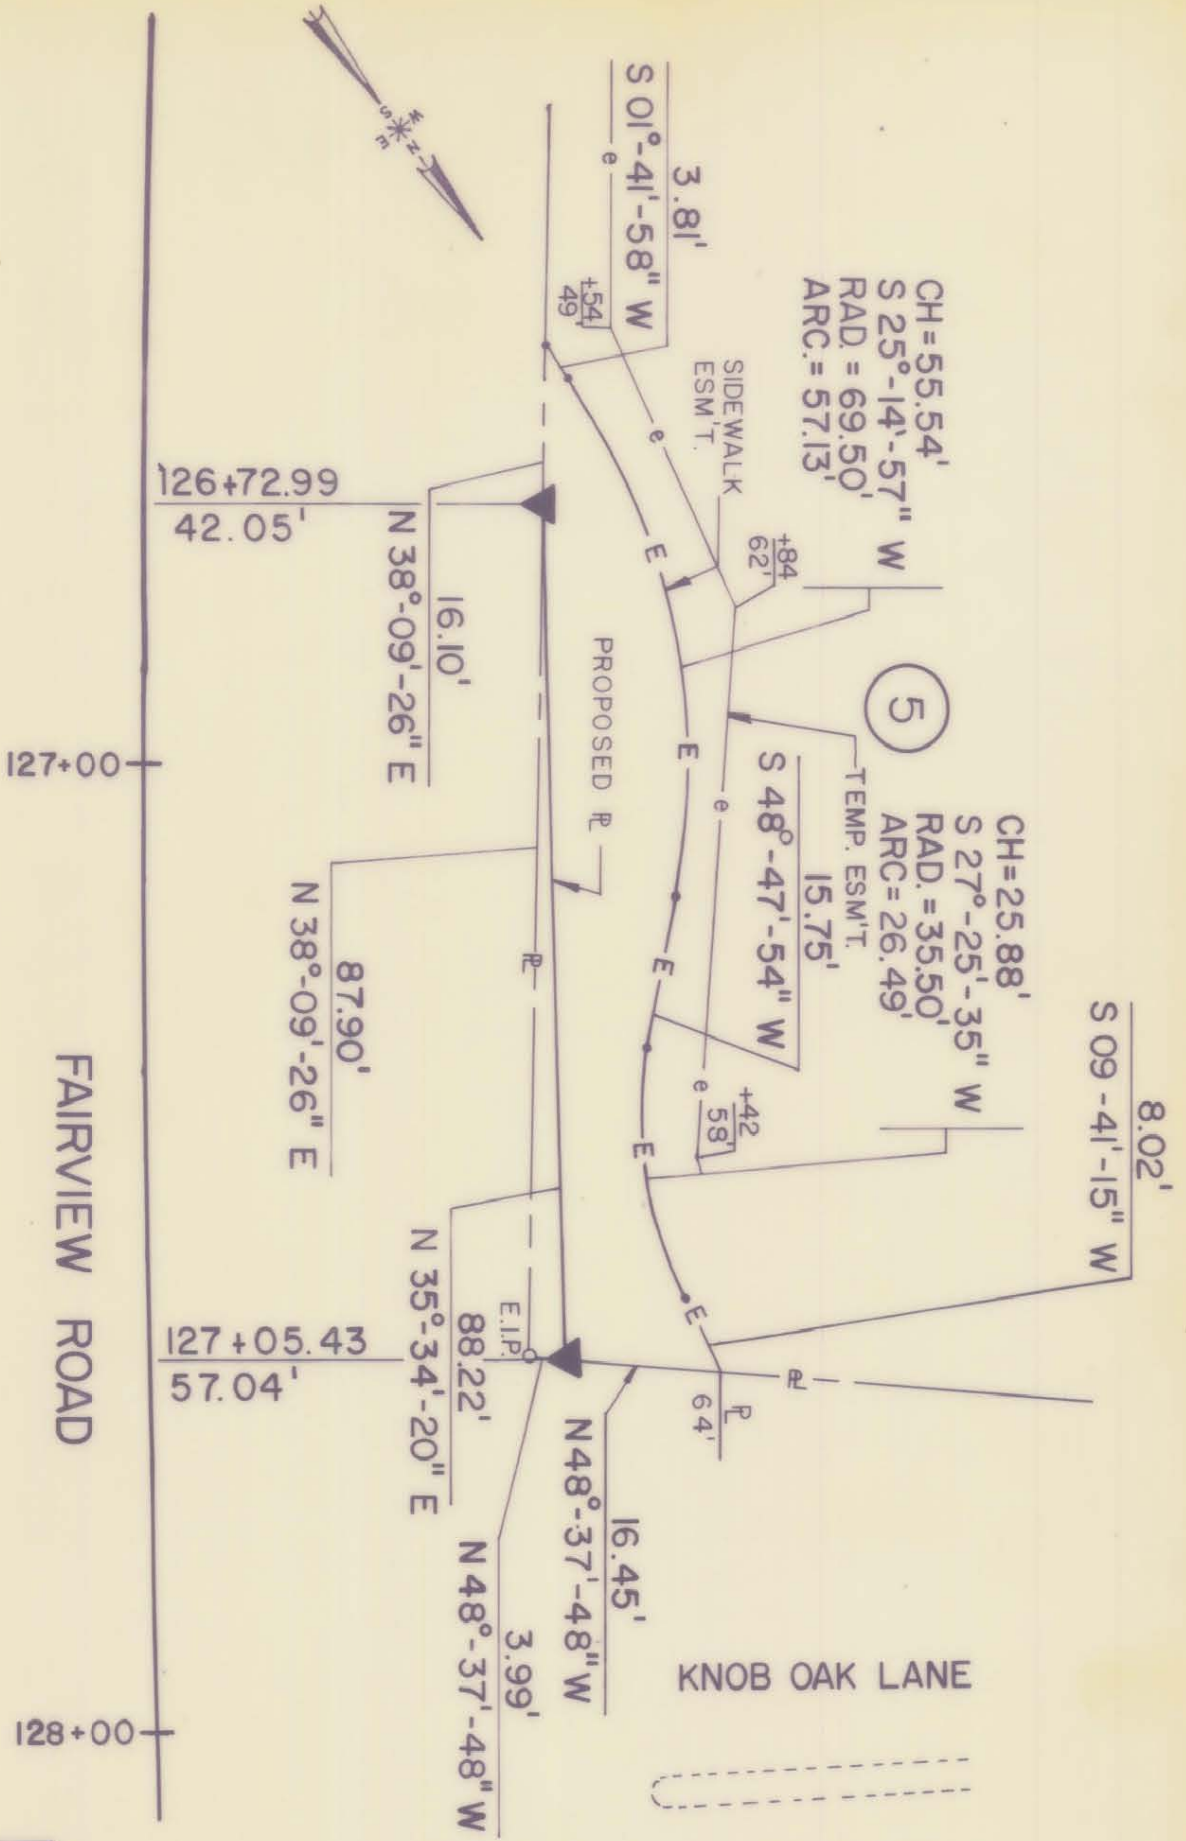 3.81'
S 01°-41'-58" W
e
+54
49'
CH=55.54'
S 25°-14'-57" W
RAD. = 69.50'
ARC.= 57.13'
SIDEWALK
ESM'T.
e
E
+84
62'
S
W
N
E
126+72.99
42.05'
16.10'
N 38°-09'-26" E
PROPOSED PL
5
TEMP. ESM'T.
CH=25.88'
S 27°-25'-35" W
RAD. =35.50'
ARC= 26.49'
127+00
E
e
15.75'
S 48°-47'-54" W
87.90'
N 38°-09'-26" E
PL
E
e
+42
58'
E
8.02'
S 09 -41'-15" W
FAIRVIEW ROAD
88.22'
N 35°-34'-20" E
E.I.P.
E
PL
PL
64'
127+05.43
57.04'
16.45'
N48°-37'-48" W
3.99'
N 48°-37'-48" W
KNOB OAK LANE
128+00